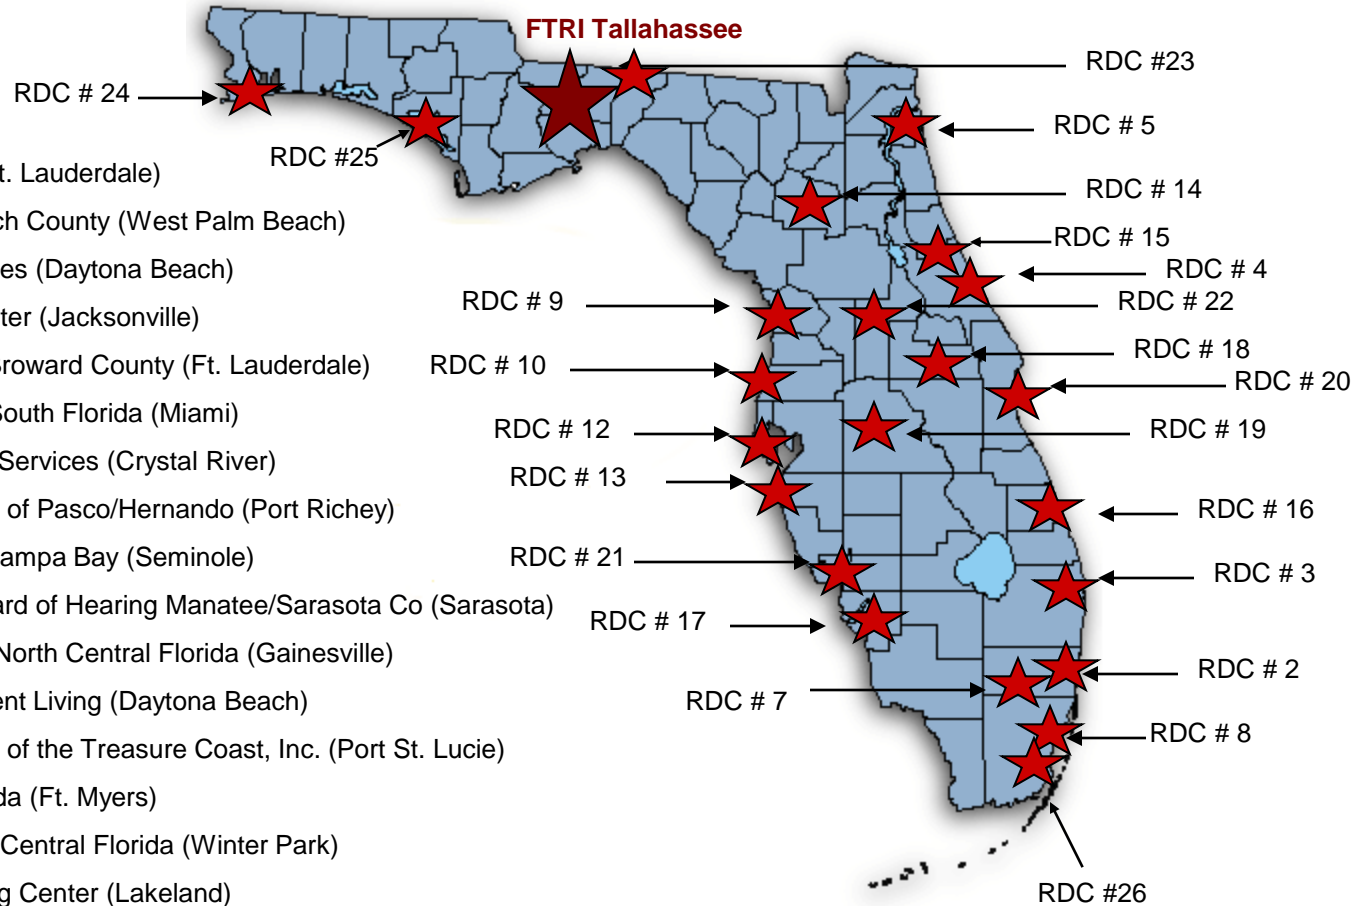 FTRI Tallahassee
RDC #23
RDC # 24
RDC # 5
RDC #25
t. Lauderdale)
RDC # 14
ch County (West Palm Beach)
RDC # 15
es (Daytona Beach)
RDC # 4
RDC # 9
RDC # 22
ter (Jacksonville)
RDC # 18
Broward County (Ft. Lauderdale)
RDC # 10
RDC # 20
South Florida (Miami)
RDC # 12
RDC # 19
Services (Crystal River)
RDC # 13
of Pasco/Hernando (Port Richey)
RDC # 16
Tampa Bay (Seminole)
RDC # 21
RDC # 3
ard of Hearing Manatee/Sarasota Co (Sarasota)
RDC # 17
North Central Florida (Gainesville)
RDC # 2
ent Living (Daytona Beach)
RDC # 7
RDC # 8
of the Treasure Coast, Inc. (Port St. Lucie)
da (Ft. Myers)
Central Florida (Winter Park)
g Center (Lakeland)
RDC #26